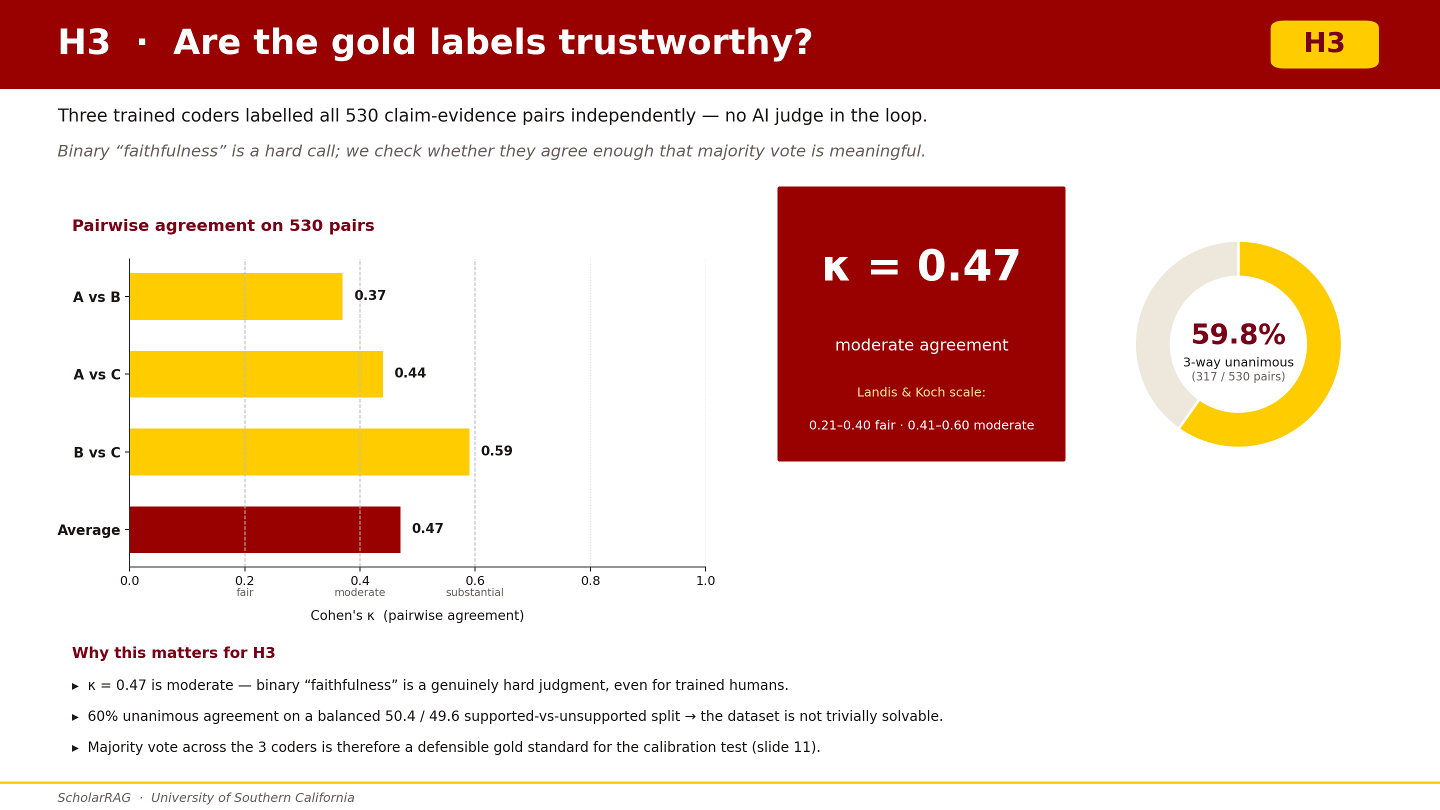 H3 · Are the gold labels trustworthy?
H3
Three trained coders labelled all 530 claim-evidence pairs independently — no AI judge in the loop.
Binary “faithfulness” is a hard call; we check whether they agree enough that majority vote is meaningful.
Pairwise agreement on 530 pairs
A vs B
0.37
A vs C
0.44
B vs C
0.59
Average
0.47
0.0 0.2 0.4 0.6 0.8 1.0
fair moderate substantial
Cohen's κ (pairwise agreement)
κ = 0.47
moderate agreement
Landis & Koch scale:
0.21–0.40 fair · 0.41–0.60 moderate
59.8%
3-way unanimous
(317 / 530 pairs)
Why this matters for H3
▸ κ = 0.47 is moderate — binary “faithfulness” is a genuinely hard judgment, even for trained humans.
▸ 60% unanimous agreement on a balanced 50.4 / 49.6 supported-vs-unsupported split → the dataset is not trivially solvable.
▸ Majority vote across the 3 coders is therefore a defensible gold standard for the calibration test (slide 11).
ScholarRAG · University of Southern California